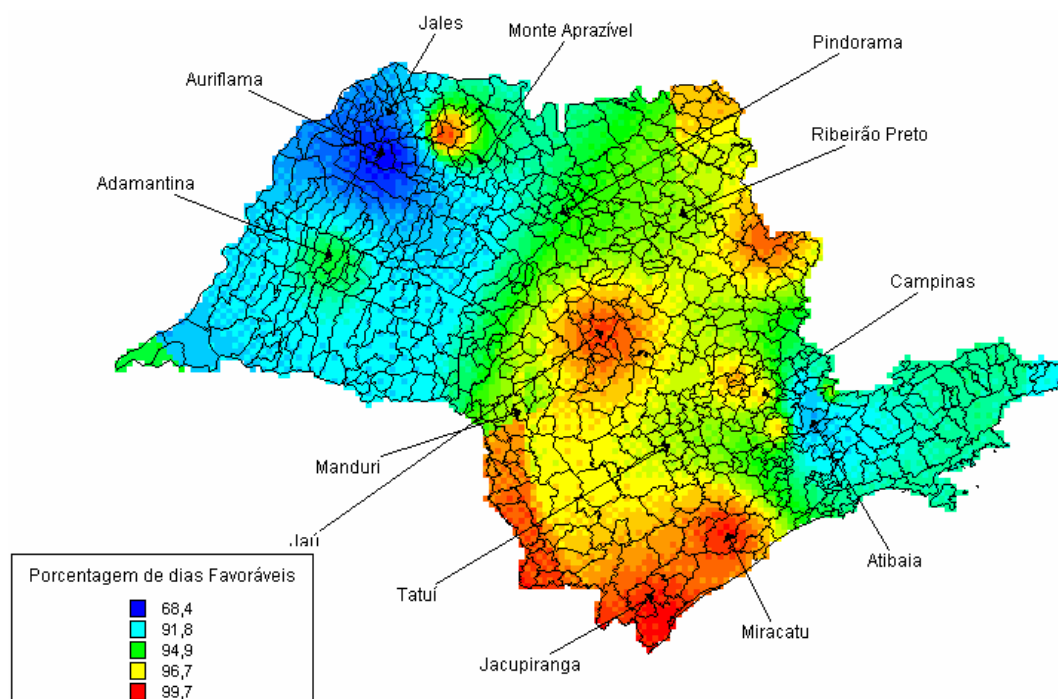 Jales
Monte Aprazível
Pindorama
Auriflama
Ribeirão Preto
Adamantina
Campinas
Manduri
Jaú
Atibaia
Tatuí
Miracatu
Jacupiranga
Porcentagem de dias Favoráveis
68,4
91,8
94,9
96,7
99,7